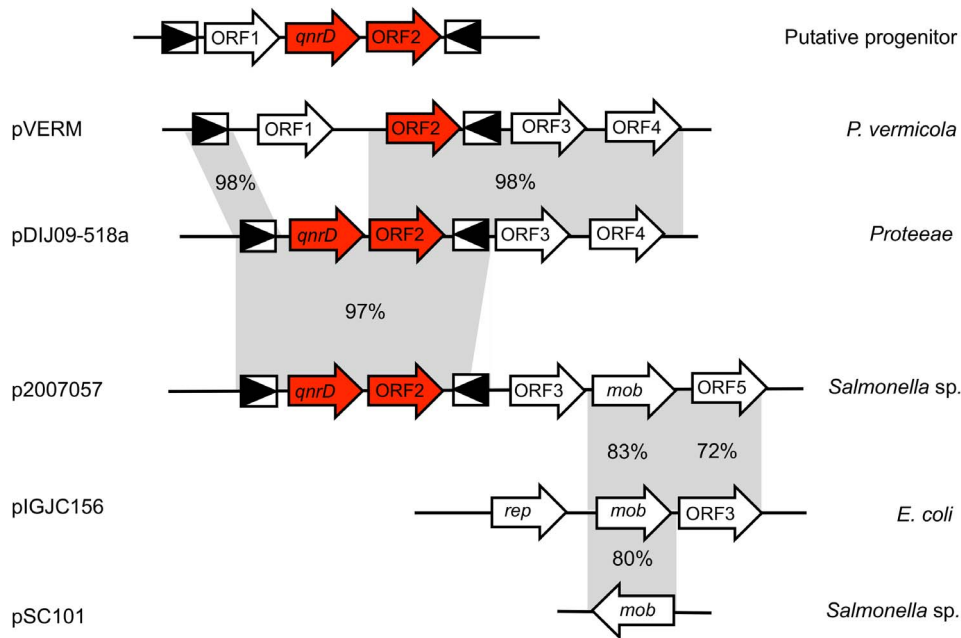 ORF1 qnrD ORF2 Putative progenitor
pVERM ORF1 ORF2 ORF3 ORF4 P. vermicola
98% 98%
pDIJ09-518a qnrD ORF2 ORF3 ORF4 Proteeae
97%
p2007057 qnrD ORF2 ORF3 mob ORF5 Salmonella sp.
83% 72%
pIGJC156 rep mob ORF3 E. coli
80%
pSC101 mob Salmonella sp.